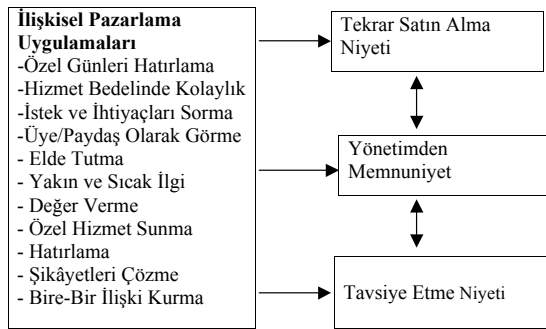 İlişkisel Pazarlama
Uygulamaları
-Özel Günleri Hatırlama
-Hizmet Bedelinde Kolaylık
-İstek ve İhtiyaçları Sorma
-Üye/Paydaş Olarak Görme
- Elde Tutma
- Yakın ve Sıcak İlgi
- Değer Verme
- Özel Hizmet Sunma
- Hatırlama
- Şikâyetleri Çözme
- Bire-Bir İlişki Kurma
Tekrar Satın Alma
Niyeti
Yönetimden
Memnuniyet
Tavsiye Etme Niyeti